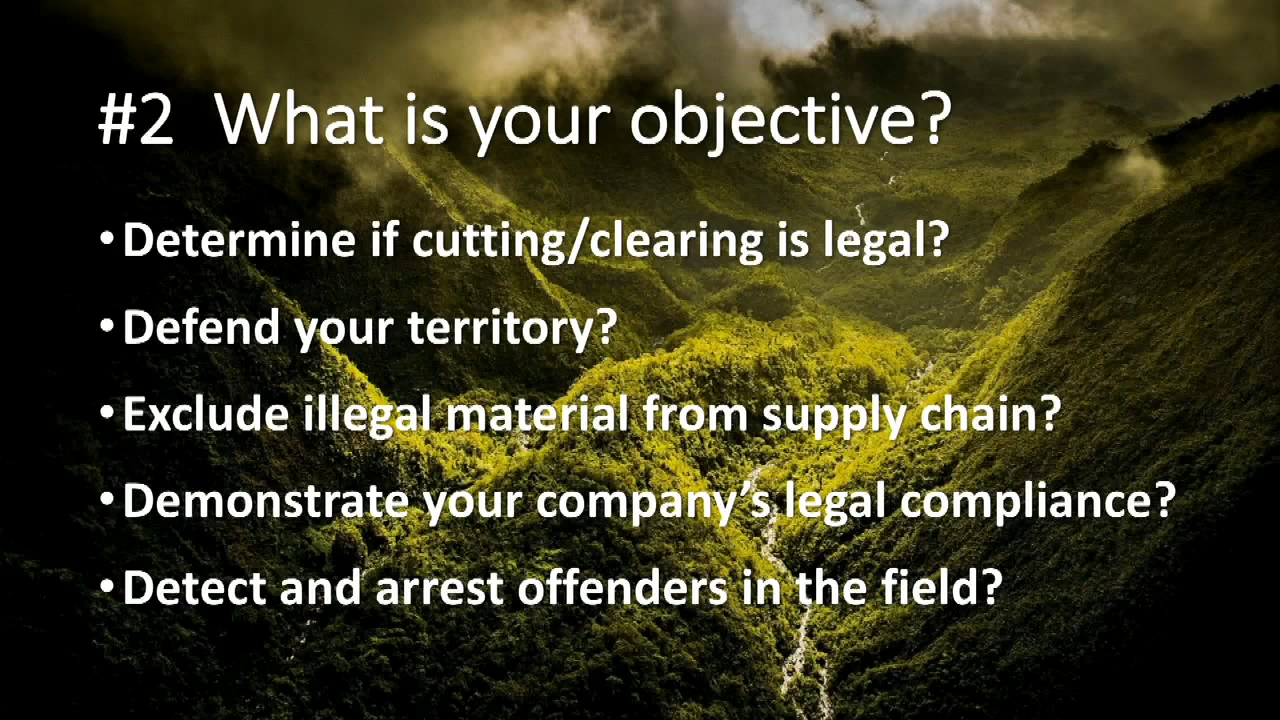 #2 What is your objective?
• Determine if cutting/clearing is legal?
• Defend your territory?
• Exclude illegal material from supply chain?
• Demonstrate your company’s legal compliance?
• Detect and arrest offenders in the field?